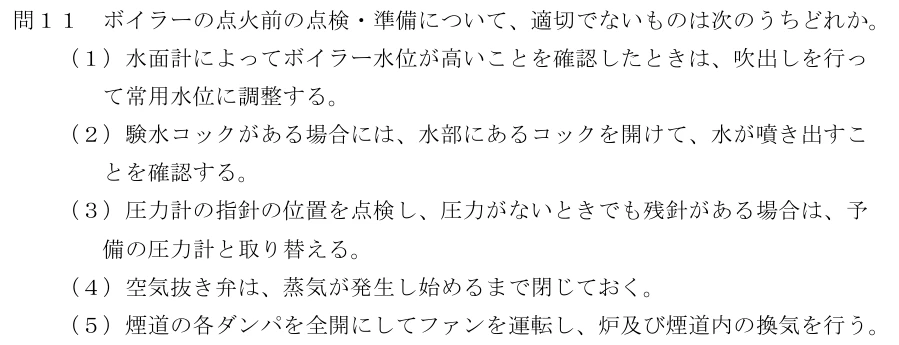 問11　ボイラーの点火前の点検・準備について、適切でないものは次のうちどれか。
（1）水面計によってボイラー水位が高いことを確認したときは、吹出しを行っ
て常用水位に調整する。
（2）験水コックがある場合には、水部にあるコックを開けて、水が噴き出すこ
とを確認する。
（3）圧力計の指針の位置を点検し、圧力がないときでも残針がある場合は、予
備の圧力計と取り替える。
（4）空気抜き弁は、蒸気が発生し始めるまで閉じておく。
（5）煙道の各ダンパを全開にしてファンを運転し、炉及び煙道内の換気を行う。